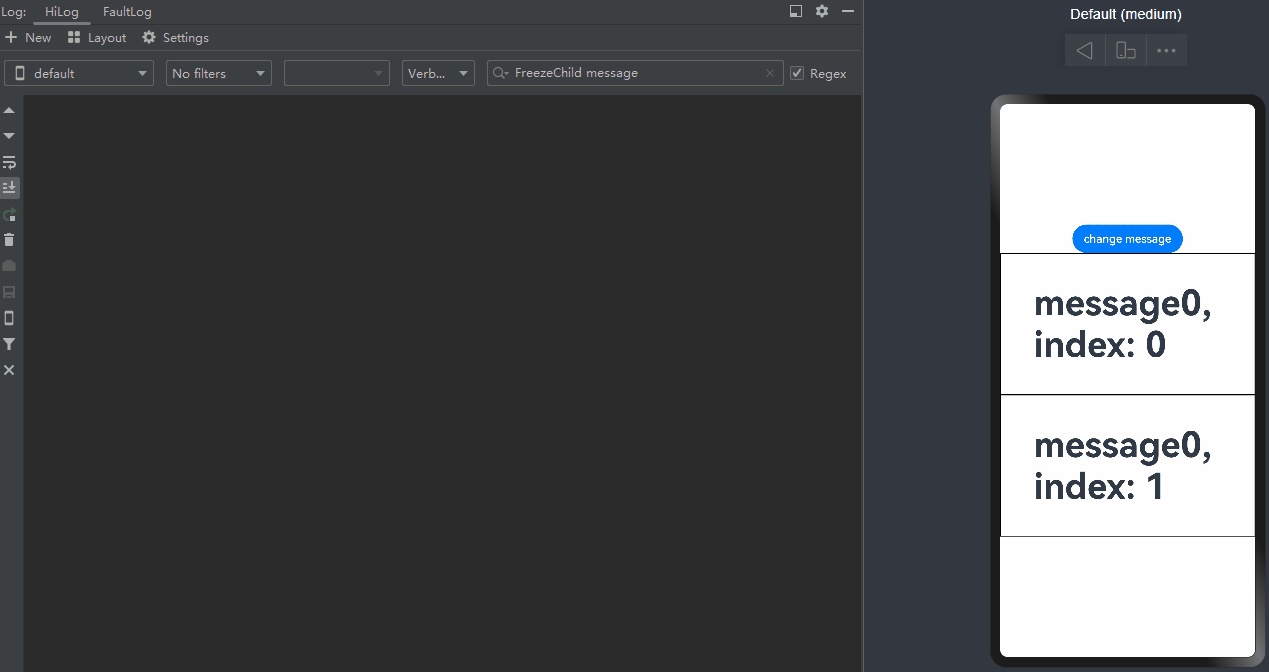 Log: HiLog FaultLog
New Layout Settings
default No filters Verb... FreezeChild message Regex
Default (medium)
change message
message0,
index: 0
message0,
index: 1